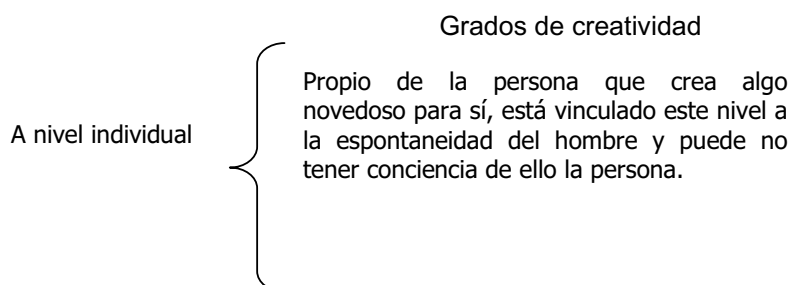 Grados de creatividad
A nivel individual
Propio de la persona que crea algo
novedoso para sí, está vinculado este nivel a
la espontaneidad del hombre y puede no
tener conciencia de ello la persona.